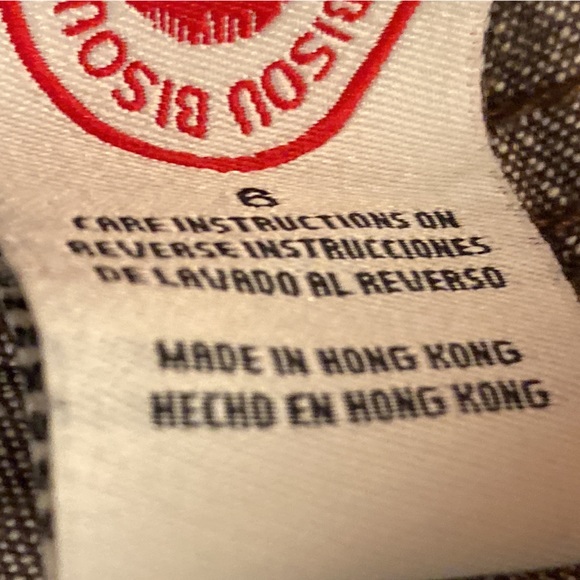 BISOU BISOU
6
CARE INSTRUCTIONS ON
REVERSE INSTRUCCIONES
DE LAVADO AL REVERSO
MADE IN HONG KONG
HECHO EN HONG KONG